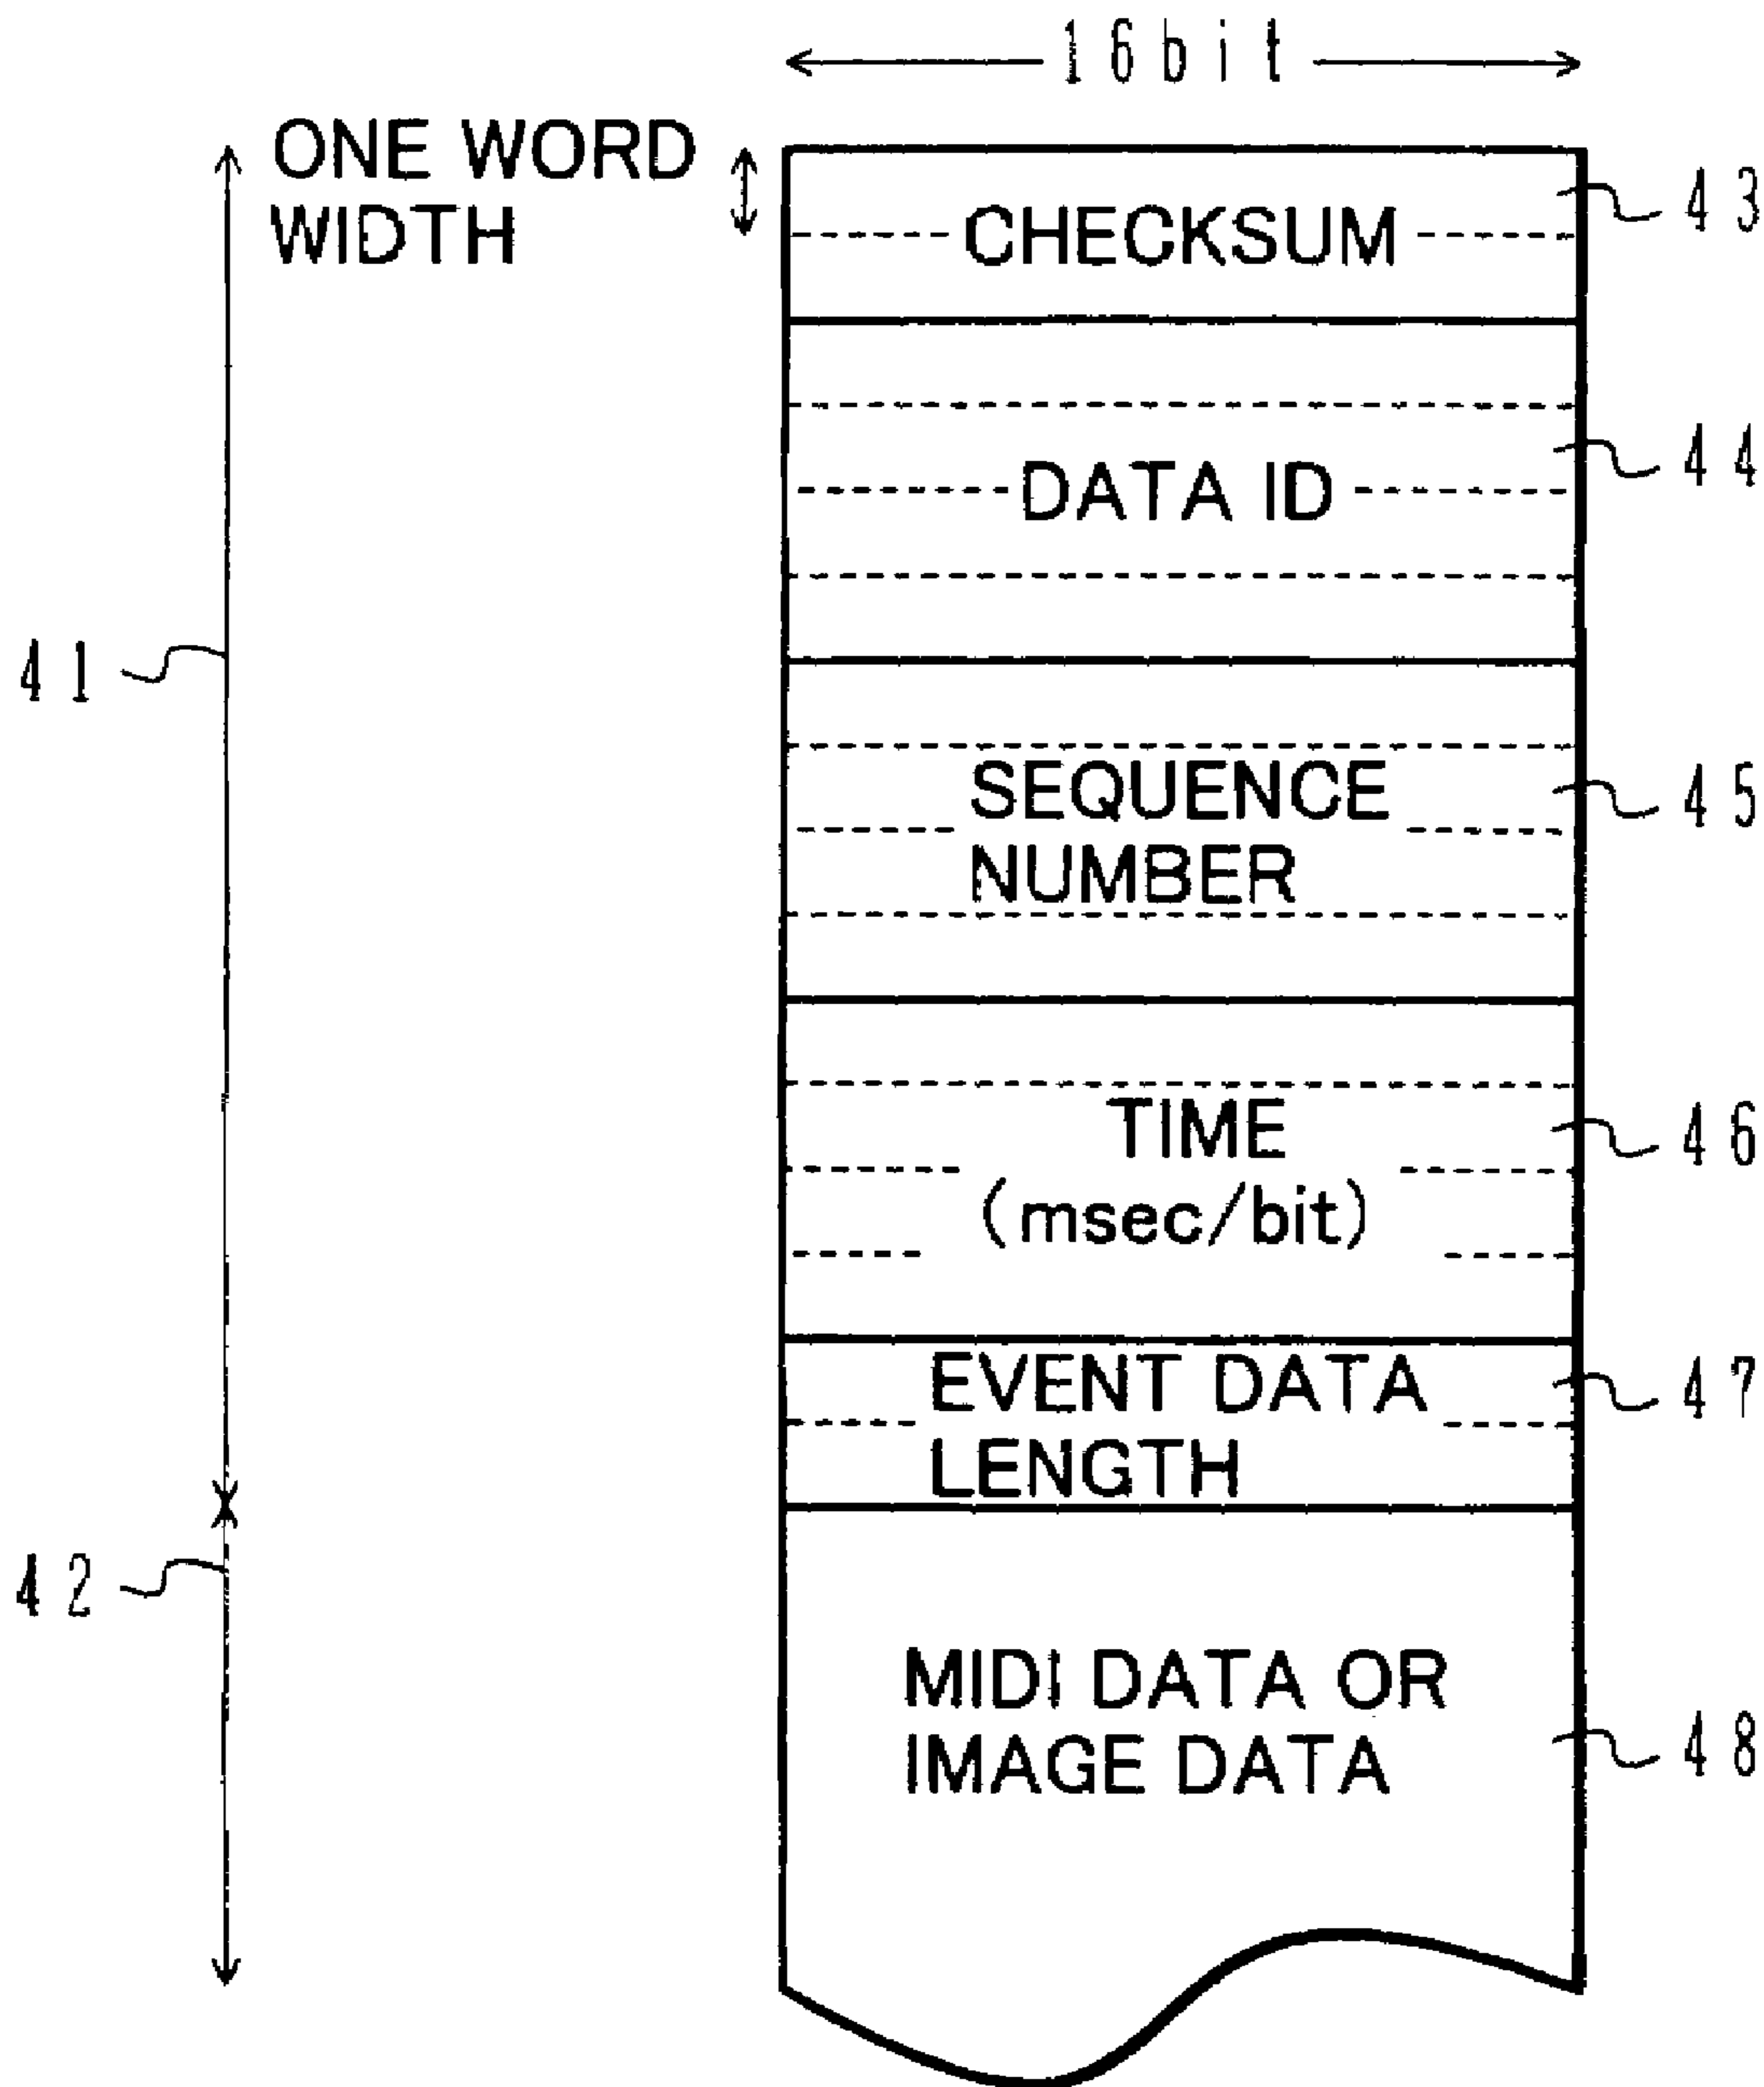 16bit
ONE WORD
WIDTH
CHECKSUM
43
DATA ID
44
41
SEQUENCE
NUMBER
45
TIME
(msec/bit)
46
EVENT DATA
LENGTH
47
42
MIDI DATA OR
IMAGE DATA
48